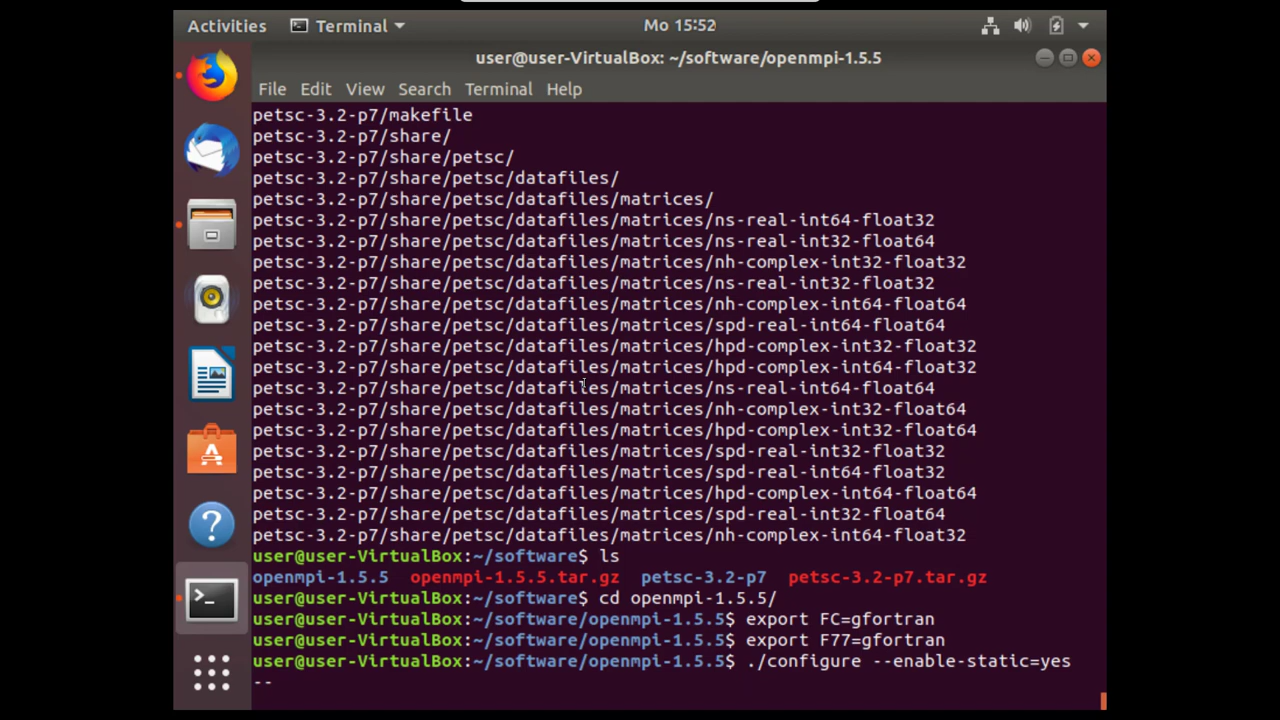 Activities Terminal Mo 15:52
user@user-VirtualBox: ~/software/openmpi-1.5.5
File Edit View Search Terminal Help
petsc-3.2-p7/makefile
petsc-3.2-p7/share/
petsc-3.2-p7/share/petsc/
petsc-3.2-p7/share/petsc/datafiles/
petsc-3.2-p7/share/petsc/datafiles/matrices/
petsc-3.2-p7/share/petsc/datafiles/matrices/ns-real-int64-float32
petsc-3.2-p7/share/petsc/datafiles/matrices/ns-real-int32-float64
petsc-3.2-p7/share/petsc/datafiles/matrices/nh-complex-int32-float32
petsc-3.2-p7/share/petsc/datafiles/matrices/ns-real-int32-float32
petsc-3.2-p7/share/petsc/datafiles/matrices/nh-complex-int64-float64
petsc-3.2-p7/share/petsc/datafiles/matrices/spd-real-int64-float64
petsc-3.2-p7/share/petsc/datafiles/matrices/hpd-complex-int32-float32
petsc-3.2-p7/share/petsc/datafiles/matrices/hpd-complex-int64-float32
petsc-3.2-p7/share/petsc/datafiles/matrices/ns-real-int64-float64
petsc-3.2-p7/share/petsc/datafiles/matrices/nh-complex-int32-float64
petsc-3.2-p7/share/petsc/datafiles/matrices/hpd-complex-int32-float64
petsc-3.2-p7/share/petsc/datafiles/matrices/spd-real-int32-float32
petsc-3.2-p7/share/petsc/datafiles/matrices/spd-real-int64-float32
petsc-3.2-p7/share/petsc/datafiles/matrices/hpd-complex-int64-float64
petsc-3.2-p7/share/petsc/datafiles/matrices/spd-real-int32-float64
petsc-3.2-p7/share/petsc/datafiles/matrices/nh-complex-int64-float32
user@user-VirtualBox:~/software$ ls
openmpi-1.5.5 openmpi-1.5.5.tar.gz petsc-3.2-p7 petsc-3.2-p7.tar.gz
user@user-VirtualBox:~/software$ cd openmpi-1.5.5/
user@user-VirtualBox:~/software/openmpi-1.5.5$ export FC=gfortran
user@user-VirtualBox:~/software/openmpi-1.5.5$ export F77=gfortran
user@user-VirtualBox:~/software/openmpi-1.5.5$ ./configure --enable-static=yes
--